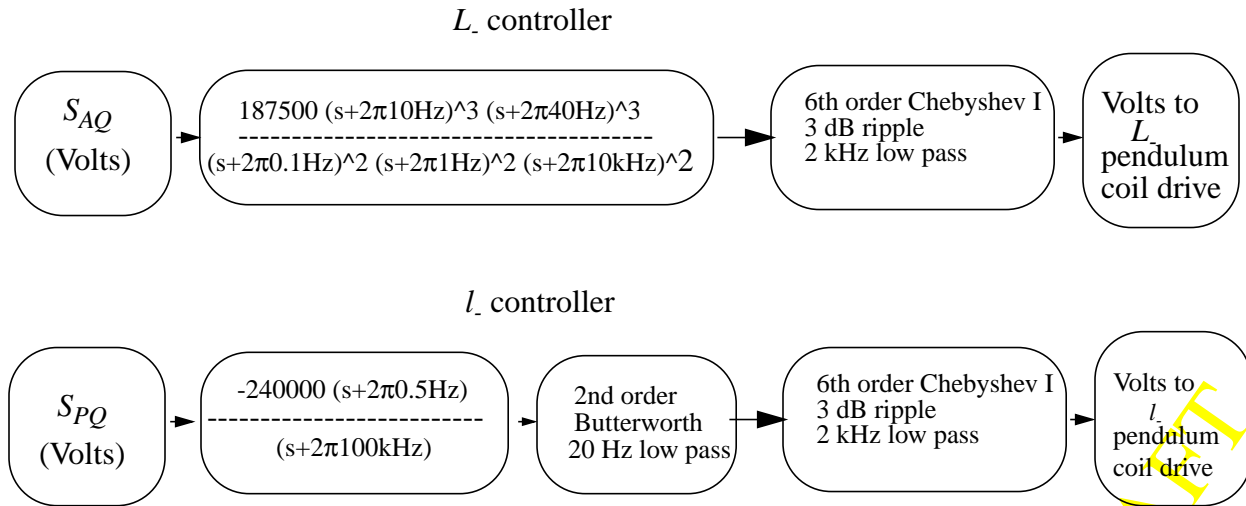 L- controller
S_AQ
(Volts)
187500 (s+2π10Hz)^3 (s+2π40Hz)^3
(s+2π0.1Hz)^2 (s+2π1Hz)^2 (s+2π10kHz)^2
6th order Chebyshev I
3 dB ripple
2 kHz low pass
Volts to
L-
pendulum
coil drive
l- controller
S_PQ
(Volts)
-240000 (s+2π0.5Hz)
(s+2π100kHz)
2nd order
Butterworth
20 Hz low pass
6th order Chebyshev I
3 dB ripple
2 kHz low pass
Volts to
l-
pendulum
coil drive